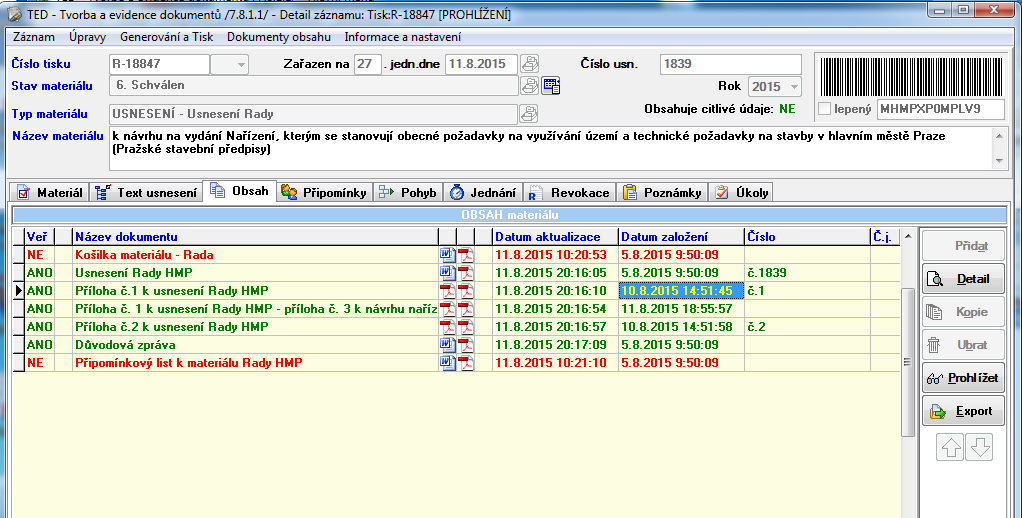 TED - Tvorba a evidence dokumentů /7.8.1.1/ - Detail záznamu: Tisk:R-18847 [PROHLÍŽENÍ]
Záznam Úpravy Generování a Tisk Dokumenty obsahu Informace a nastavení
Číslo tisku R-18847 Zařazen na 27 . jedn.dne 11.8.2015 Číslo usn. 1839
Stav materiálu 6. Schválen Rok 2015
Typ materiálu USNESENÍ - Usnesení Rady Obsahuje citlivé údaje: NE lepený MHMPXP0MPLV9
Název materiálu k návrhu na vydání Nařízení, kterým se stanovují obecné požadavky na využívání území a technické požadavky na stavby v hlavním městě Praze
(Pražské stavební předpisy)
Materiál Text usnesení Obsah Připomínky Pohyb Jednání Revokace Poznámky Úkoly
OBSAH materiálu
Veř Název dokumentu Datum aktualizace Datum založení Číslo Č.j.
NE Košilka materiálu - Rada 11.8.2015 10:20:53 5.8.2015 9:50:09
ANO Usnesení Rady HMP 11.8.2015 20:16:05 5.8.2015 9:50:09 č.1839
ANO Příloha č.1 k usnesení Rady HMP 11.8.2015 20:16:10 10.8.2015 14:51:45 č.1
ANO Příloha č. 1 k usnesení Rady HMP - příloha č. 3 k návrhu naříz 11.8.2015 20:16:54 11.8.2015 18:55:57
ANO Příloha č.2 k usnesení Rady HMP 11.8.2015 20:16:57 10.8.2015 14:51:58 č.2
ANO Důvodová zpráva 11.8.2015 20:17:09 5.8.2015 9:50:09
NE Připomínkový list k materiálu Rady HMP 11.8.2015 10:21:10 5.8.2015 9:50:09
Přidat
Detail
Kopie
Ubrat
Prohlížet
Export